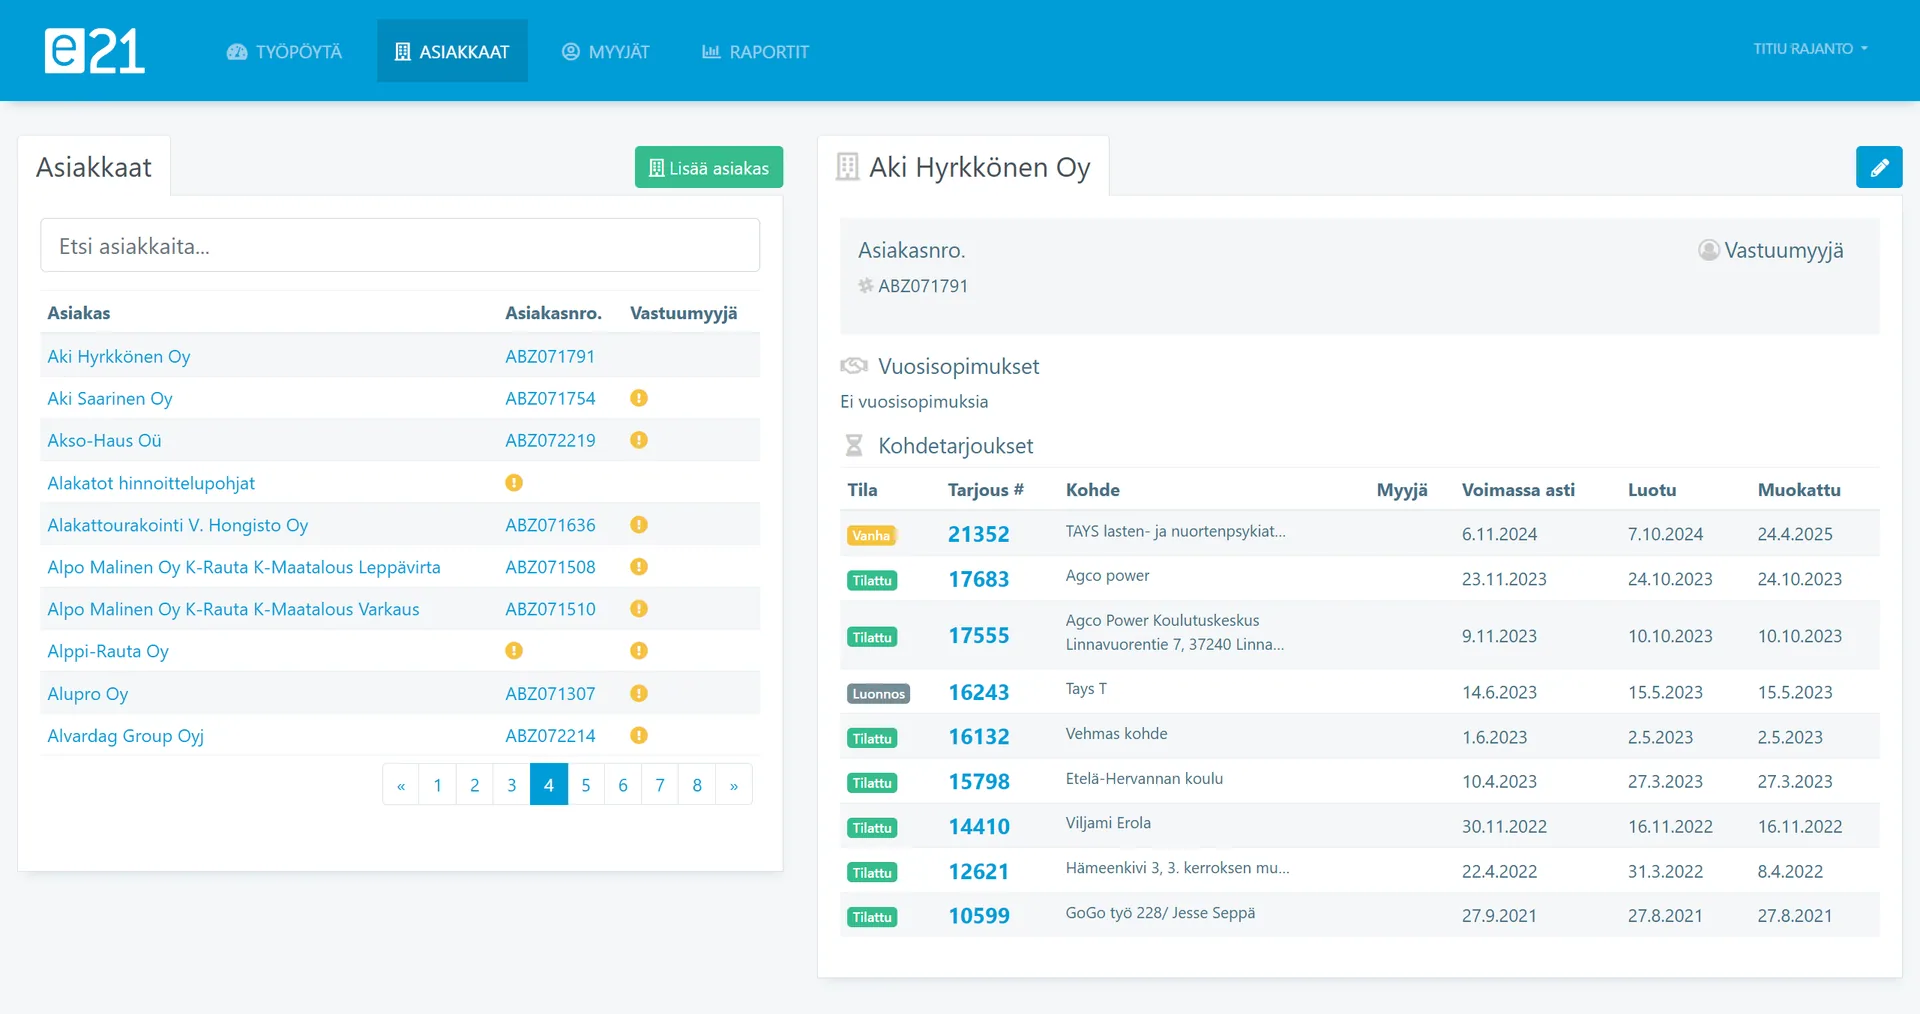 e21
TYÖPÖYTÄ
ASIAKKAAT
MYYJÄT
RAPORTIT
TITIU RAJANTO
Asiakkaat
Lisää asiakas
Etsi asiakkaita...
Asiakas Asiakasnro. Vastuumyyjä
Aki Hyrkkönen Oy ABZ071791
Aki Saarinen Oy ABZ071754
Akso-Haus Oü ABZ072219
Alakatot hinnoittelupohjat
Alakattourakointi V. Hongisto Oy ABZ071636
Alpo Malinen Oy K-Rauta K-Maatalous Leppävirta ABZ071508
Alpo Malinen Oy K-Rauta K-Maatalous Varkaus ABZ071510
Alppi-Rauta Oy
Alupro Oy ABZ071307
Alvardag Group Oyj ABZ072214
« 1 2 3 4 5 6 7 8 »
Aki Hyrkkönen Oy
Asiakasnro. Vastuumyyjä
ABZ071791
Vuosisopimukset
Ei vuosisopimuksia
Kohdetarjoukset
Tila Tarjous # Kohde Myyjä Voimassa asti Luotu Muokattu
Vanha 21352 TAYS lasten- ja nuortenpsykiat... 6.11.2024 7.10.2024 24.4.2025
Tilattu 17683 Agco power 23.11.2023 24.10.2023 24.10.2023
Tilattu 17555 Agco Power Koulutuskeskus 9.11.2023 10.10.2023 10.10.2023
Linnavuorentie 7, 37240 Linna...
Luonnos 16243 Tays T 14.6.2023 15.5.2023 15.5.2023
Tilattu 16132 Vehmas kohde 1.6.2023 2.5.2023 2.5.2023
Tilattu 15798 Etelä-Hervannan koulu 10.4.2023 27.3.2023 27.3.2023
Tilattu 14410 Viljami Erola 30.11.2022 16.11.2022 16.11.2022
Tilattu 12621 Hämeenkivi 3, 3. kerroksen mu... 22.4.2022 31.3.2022 8.4.2022
Tilattu 10599 GoGo työ 228/ Jesse Seppä 27.9.2021 27.8.2021 27.8.2021